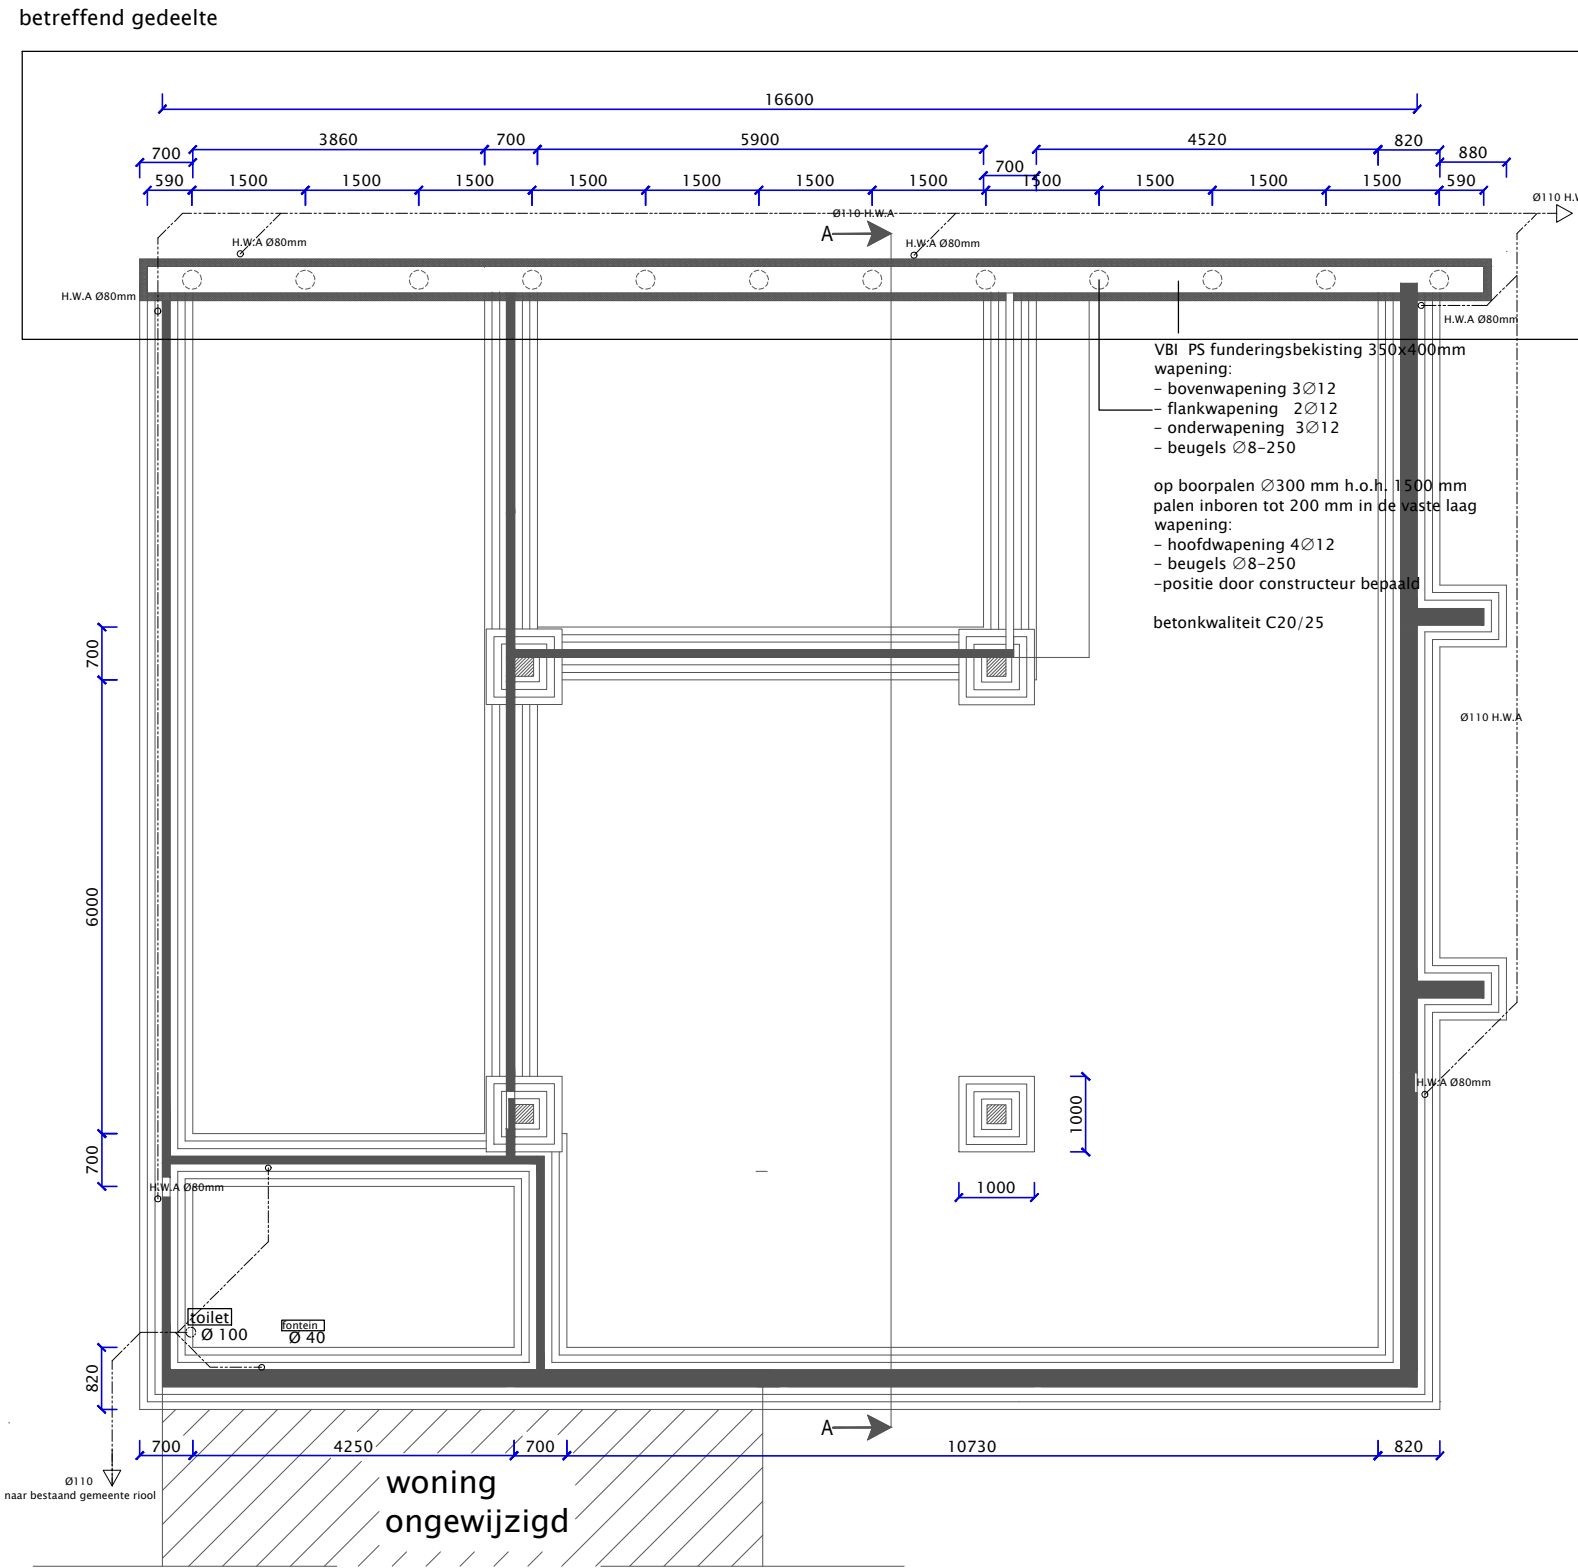 betreffend gedeelte
16600
3860
700
5900
4520
820
700
700
880
590
1500
1500
1500
1500
1500
1500
1500
1500
1500
1500
1500
590
Ø110 H.W.A
A
H.W.A Ø80mm
H.W.A Ø80mm
H.W.A Ø80mm
H.W.A Ø80mm
VBI PS funderingsbekisting 350x400mm
wapening:
- bovenwapening 3∅12
- flankwapening 2∅12
- onderwapening 3∅12
- beugels ∅8-250
op boorpalen ∅300 mm h.o.h. 1500 mm
palen inboren tot 200 mm in de vaste laag
wapening:
- hoofdwapening 4∅12
- beugels ∅8-250
-positie door constructeur bepaald
betonkwaliteit C20/25
700
Ø110 H.W.A
6000
H.W.A Ø80mm
1000
700
1000
H.W.A Ø80mm
toilet
Ø 100
fontein
Ø 40
820
A
700
4250
700
10730
820
Ø110
naar bestaand gemeente riool
woning
ongewijzigd